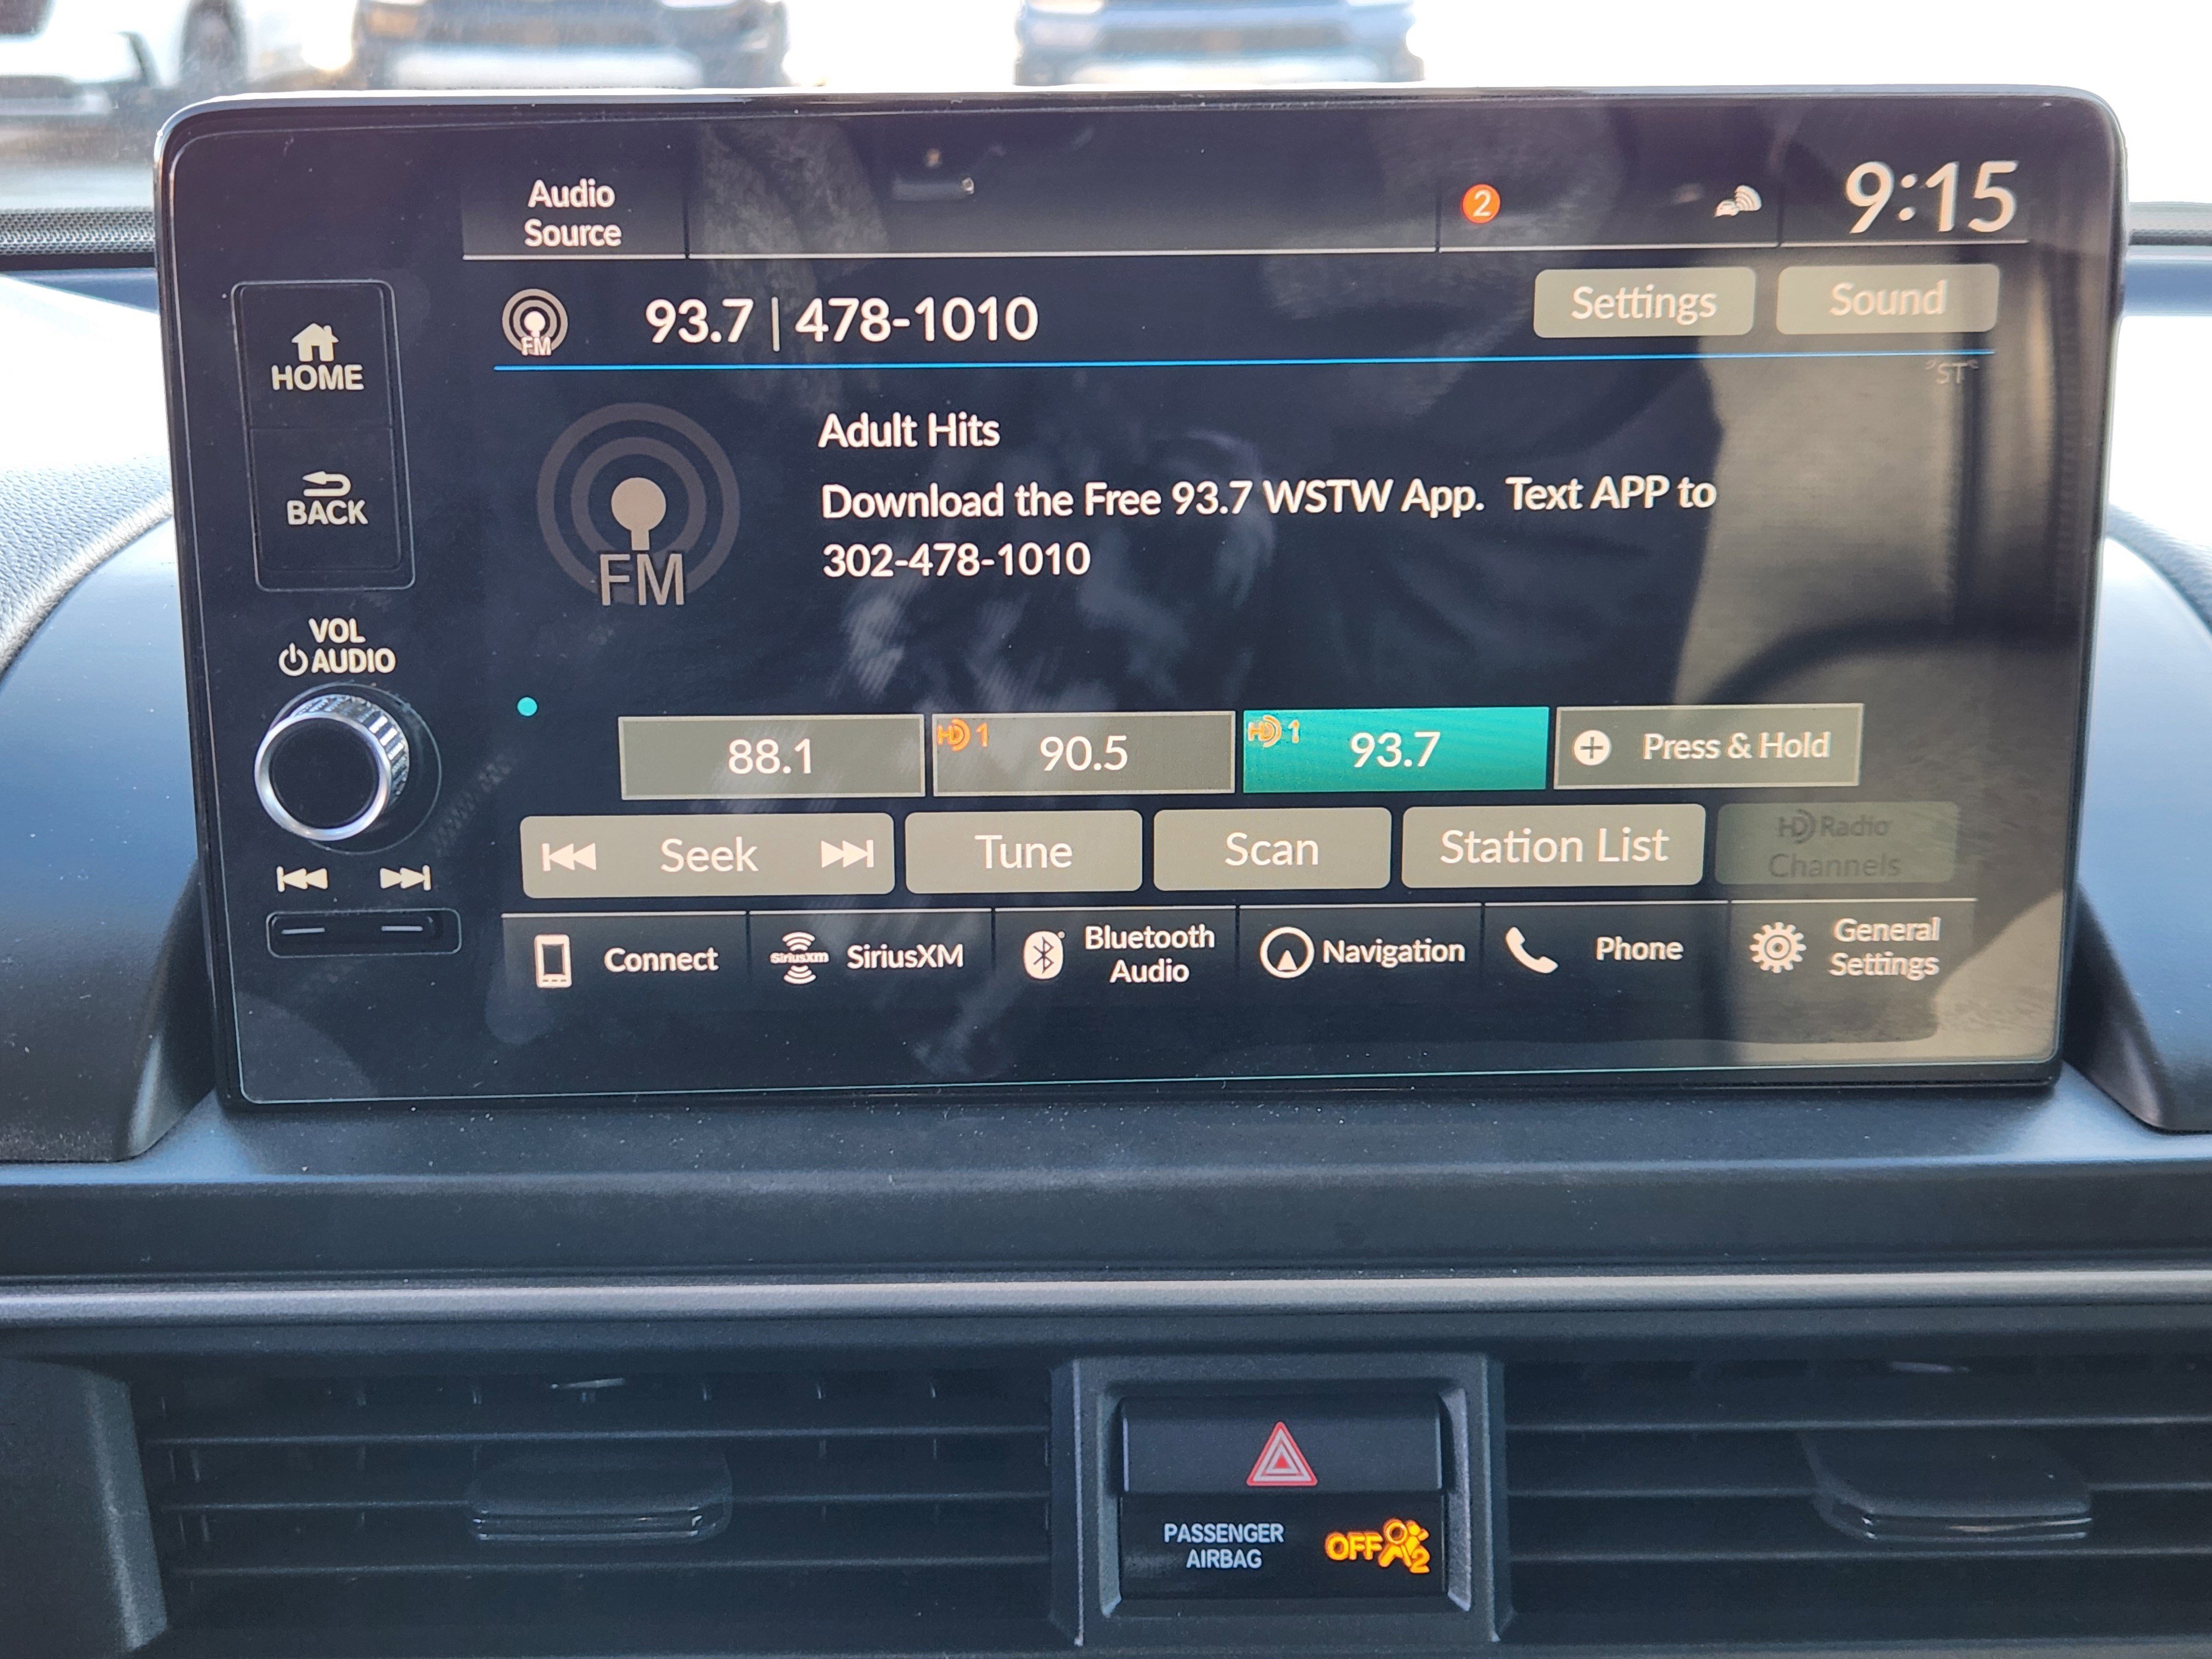 Audio
Source
2
9:15
FM
93.7 | 478-1010
Settings
Sound
ST
HOME
BACK
Adult Hits
Download the Free 93.7 WSTW App. Text APP to
302-478-1010
FM
VOL
AUDIO
88.1
HD 1
90.5
HD 1
93.7
Press & Hold
Seek
Tune
Scan
Station List
HD Radio
Channels
Connect
SiriusXM
SiriusXM
Bluetooth
Audio
Navigation
Phone
General
Settings
PASSENGER
AIRBAG
OFF
2